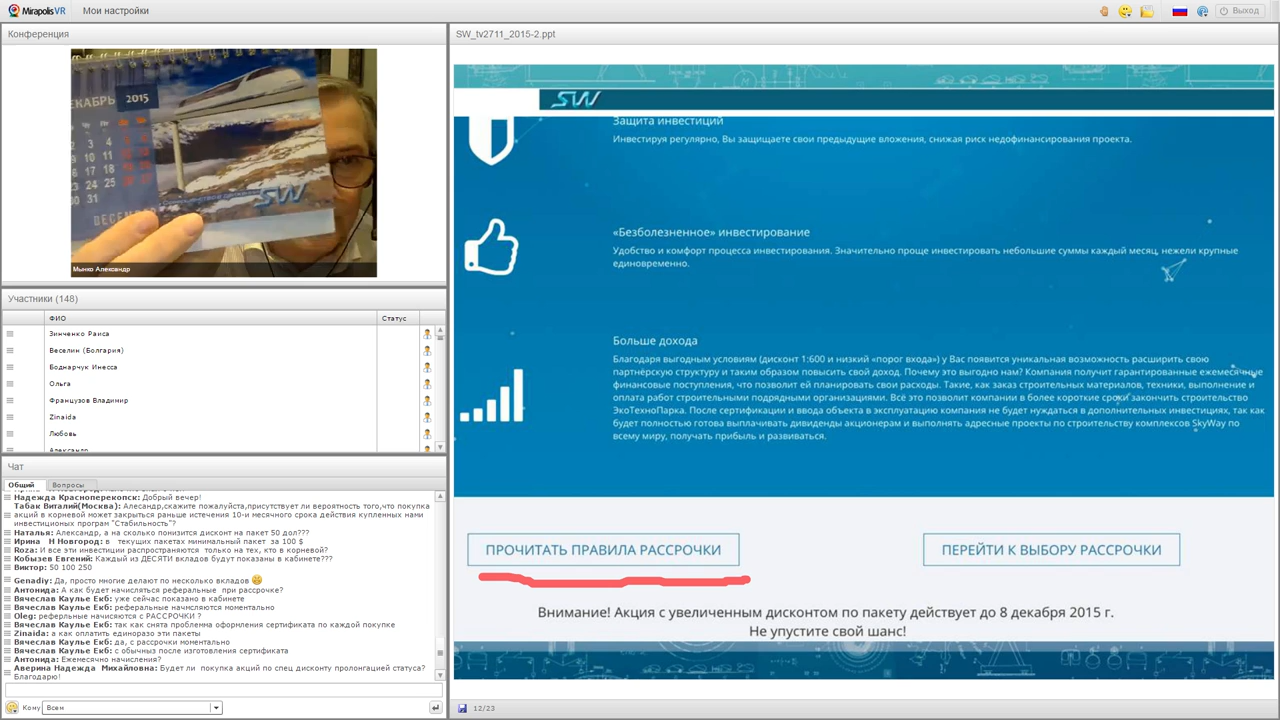 Mirapolis VR
Мои настройки
Выход
Конференция
ЕКАБРЬ 2015
SW
DECEMBER
Мынко Александр
Участники (148)
ФИО
Статус
Зинченко Раиса
Веселин (Болгария)
Боднарчук Инесса
Ольга
Французов Владимир
Zinaida
Любовь
Александр
Чат
Общий
Вопросы
Надежда Красноперекопск: Добрый вечер!
Табак Виталий(Москва): Алесандр,скажите пожалуйста,присутствует ли вероятность того,что покупка
акций в корневой может закрыться раньше истечения 10-и месячного срока действия купленных нами
инвестиционых програм "Стабильность"?
Наталья: Александр, а на сколько понизится дисконт на пакет 50 дол???
Ирина Н Новгород: в текущих пакетах минимальный пакет за 100 $
Roza: И все эти инвестиции распространяются только на тех, кто в корневой?
Кобызев Евгений: Каждый из ДЕСЯТИ вкладов будут показаны в кабинете???
Виктор: 50 100 250
Genadiy: Да, просто многие делают по несколько вкладов
Антонида: А как будет начисляться реферальные при рассрочке?
Вячеслав Каулье Екб: уже сейчас показано в кабинете
Вячеслав Каулье Екб: реферальные начмсляются моментально
Oleg: реферльные начисяются с РАССРОЧКИ ?
Вячеслав Каулье Екб: так как снята проблема оформления сертификата по каждой покупке
Zinaida: а как оплатить единоразо эти пакеты
Вячеслав Каулье Екб: да, с рассрочки моментально
Вячеслав Каулье Екб: с обычныз после изготовления сертификата
Антонида: Ежемесячно начисления?
Аверина Надежда Михайловна: Будет ли покупка акций по спец дисконту пролонгацией статуса?
Благодарю!
Кому
Всем
SW_tv2711_2015-2.ppt
SW
Защита инвестиций
Инвестируя регулярно, Вы защищаете свои предыдущие вложения, снижая риск недофинансирования проекта.
«Безболезненное» инвестирование
Удобство и комфорт процесса инвестирования. Значительно проще инвестировать небольшие суммы каждый месяц, нежели крупные
единовременно.
Больше дохода
Благодаря выгодным условиям (дисконт 1:600 и низкий «порог входа») у Вас появится уникальная возможность расширить свою
партнёрскую структуру и таким образом повысить свой доход. Почему это выгодно нам? Компания получит гарантированные ежемесячные
финансовые поступления, что позволит ей планировать свои расходы. Такие, как заказ строительных материалов, техники, выполнение и
оплата работ строительными подрядными организациями. Всё это позволит компании в более короткие сроки закончить строительство
ЭкоТехноПарка. После сертификации и ввода объекта в эксплуатацию компания не будет нуждаться в дополнительных инвестициях, так как
будет полностью готова выплачивать дивиденды акционерам и выполнять адресные проекты по строительству комплексов SkyWay по
всему миру, получать прибыль и развиваться.
ПРОЧИТАТЬ ПРАВИЛА РАССРОЧКИ
ПЕРЕЙТИ К ВЫБОРУ РАССРОЧКИ
Внимание! Акция с увеличенным дисконтом по пакету действует до 8 декабря 2015 г.
Не упустите свой шанс!
12/23